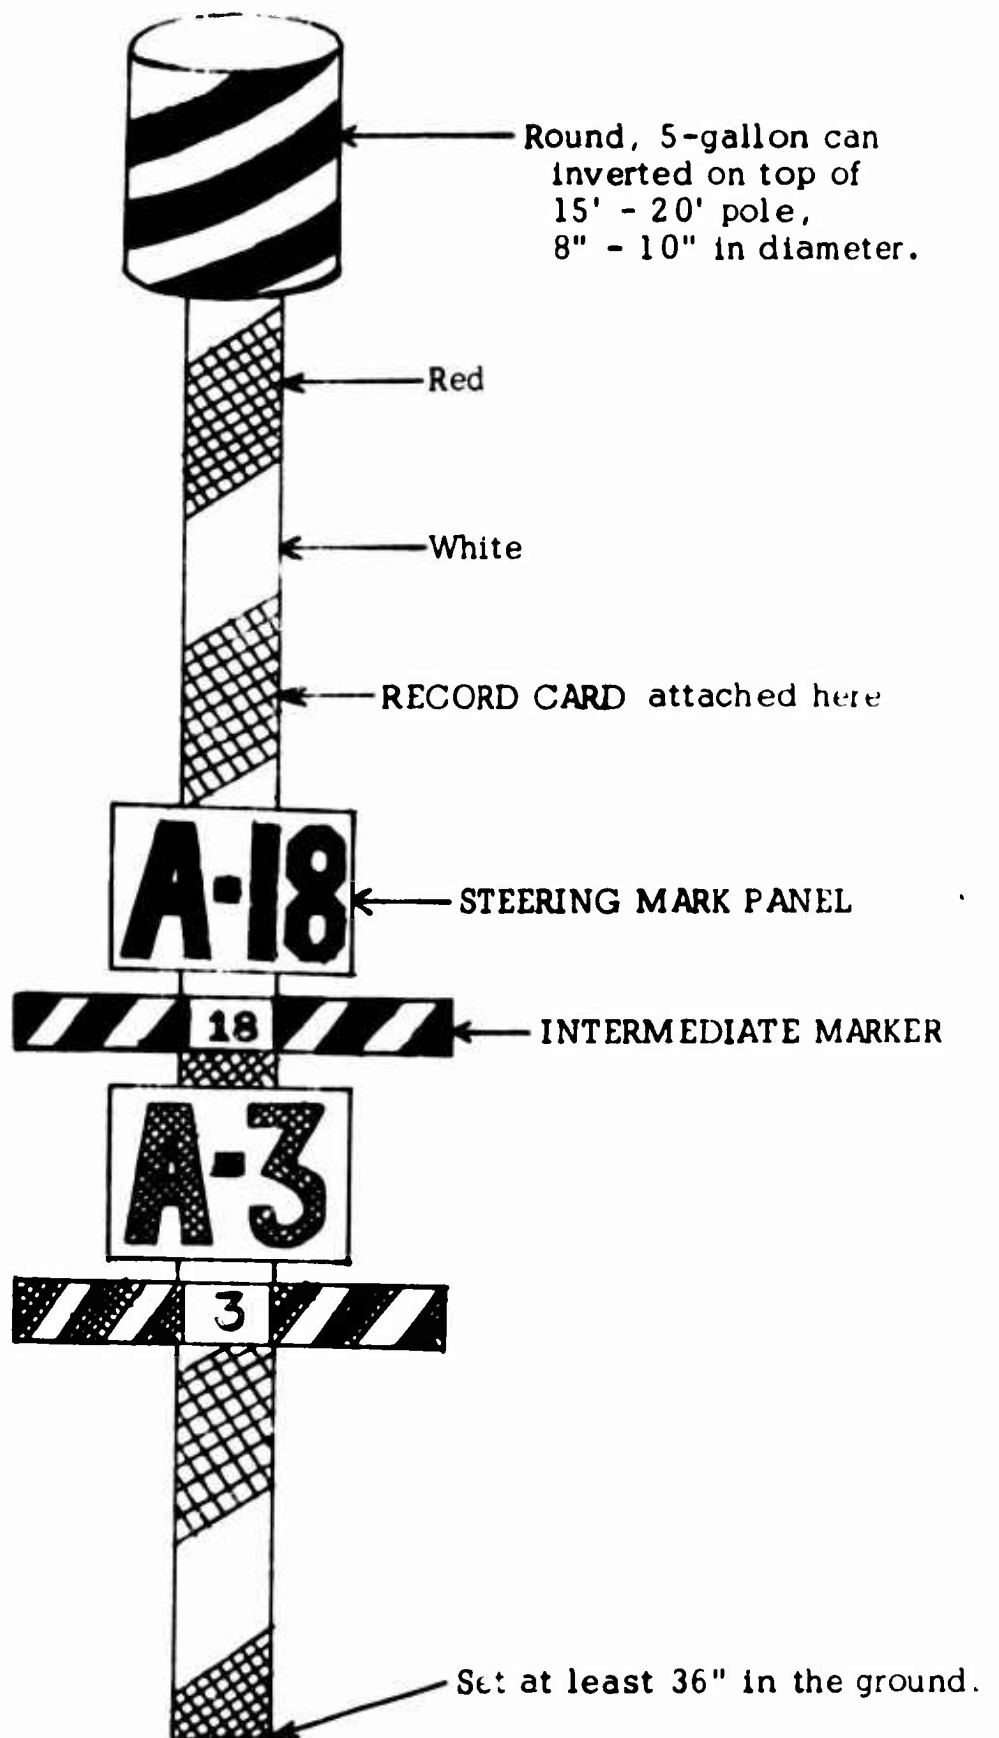 Round, 5-gallon can
inverted on top of
15' - 20' pole,
8" - 10" in diameter.
Red
White
RECORD CARD attached here
A-18
STEERING MARK PANEL
18
INTERMEDIATE MARKER
A-3
3
Set at least 36" in the ground.